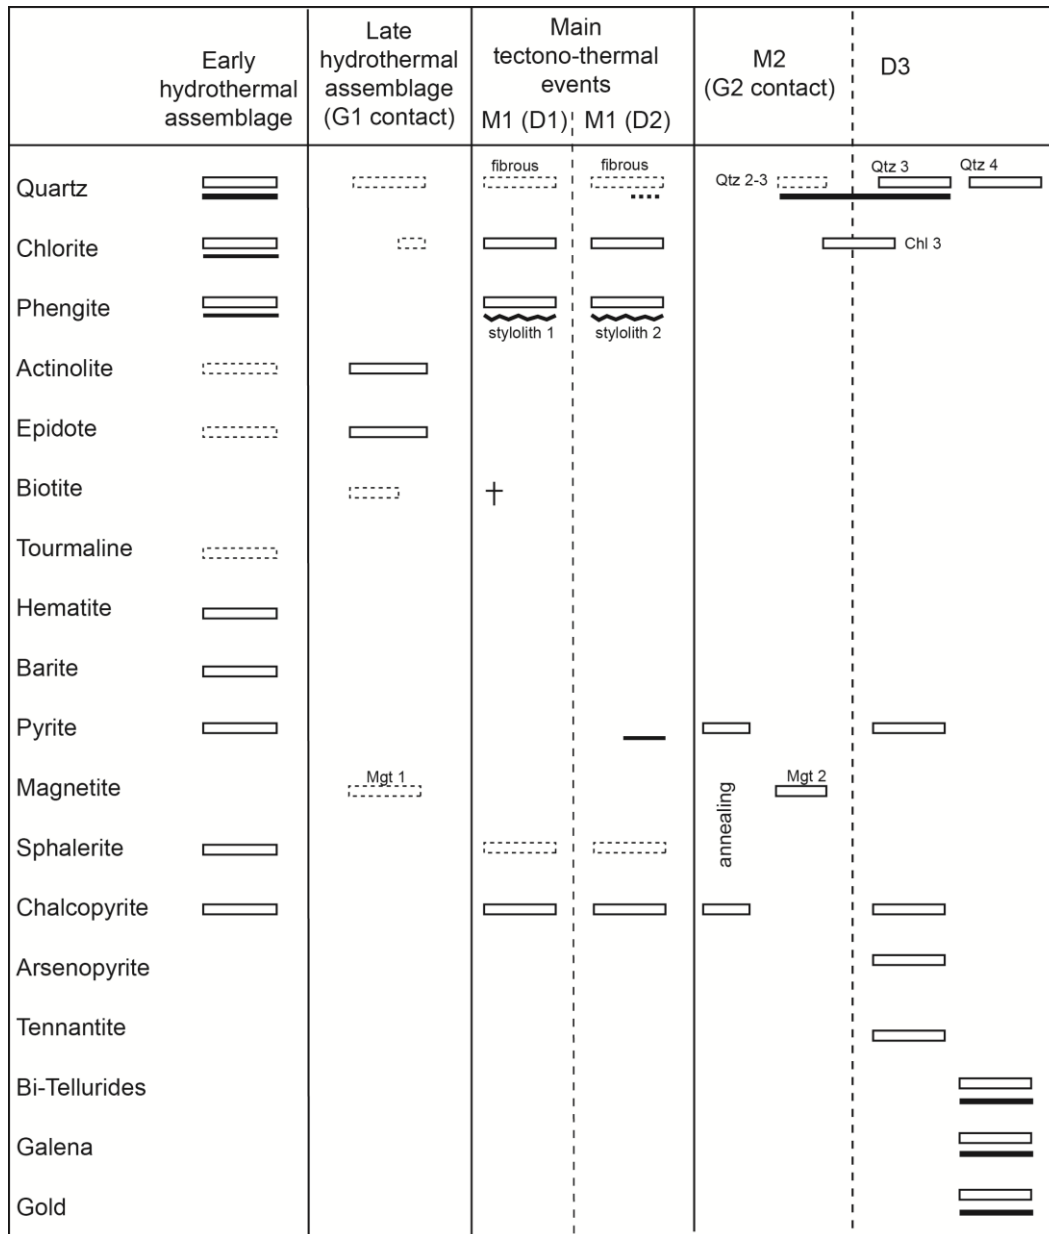 Early
hydrothermal
assemblage
Late
hydrothermal
assemblage
(G1 contact)
Main
tectono-thermal
events
M1 (D1)
M1 (D2)
M2
(G2 contact)
D3
Quartz
fibrous
fibrous
Qtz 2-3
Qtz 3
Qtz 4
Chlorite
Chl 3
Phengite
stylolith 1
stylolith 2
Actinolite
Epidote
Biotite
Tourmaline
Hematite
Barite
Pyrite
Magnetite
Mgt 1
annealing
Mgt 2
Sphalerite
Chalcopyrite
Arsenopyrite
Tennantite
Bi-Tellurides
Galena
Gold